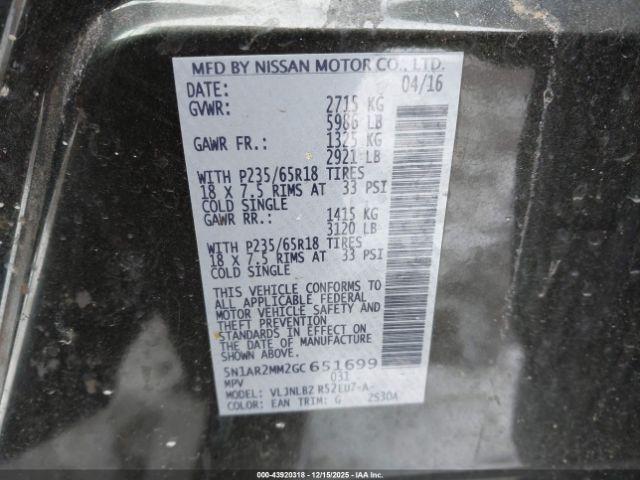 MFD BY NISSAN MOTOR CO., LTD.
DATE: 04/16
GVWR: 2715 KG
5986 LB
GAWR FR.: 1325 KG
2921 LB
WITH P235/65R18 TIRES
18 X 7.5 RIMS AT 33 PSI
COLD SINGLE
GAWR RR.: 1415 KG
3120 LB
WITH P235/65R18 TIRES
18 X 7.5 RIMS AT 33 PSI
COLD SINGLE
THIS VEHICLE CONFORMS TO
ALL APPLICABLE FEDERAL
MOTOR VEHICLE SAFETY AND
THEFT PREVENTION
STANDARDS IN EFFECT ON
THE DATE OF MANUFACTURE
SHOWN ABOVE.
5N1AR2MM2GC651699
MPV 031
MODEL: VLJNLBZ R52EU7-A-
COLOR: EAN TRIM: G 2S30A
000-43920318 - 12/15/2025 - IAAI.COM